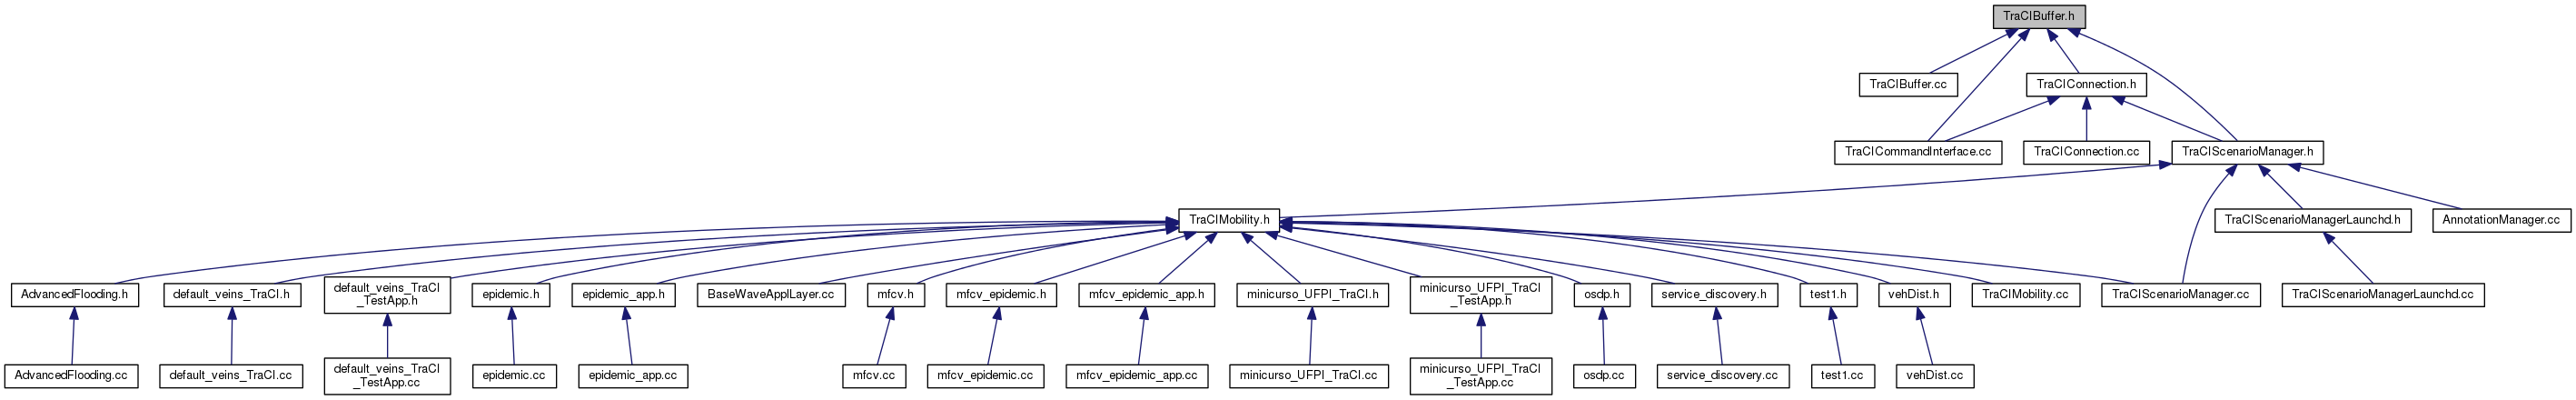 TraCIBuffer.h
TraCIBuffer.cc
TraCIConnection.h
TraCICommandInterface.cc
TraCIConnection.cc
TraCIScenarioManager.h
TraCIMobility.h
TraCIScenarioManagerLaunchd.h
AnnotationManager.cc
AdvancedFlooding.h
default_veins_TraCI.h
default_veins_TraCI
_TestApp.h
epidemic.h
epidemic_app.h
BaseWaveApplLayer.cc
mfcv.h
mfcv_epidemic.h
mfcv_epidemic_app.h
minicurso_UFPI_TraCI.h
minicurso_UFPI_TraCI
_TestApp.h
osdp.h
service_discovery.h
test1.h
vehDist.h
TraCIMobility.cc
TraCIScenarioManager.cc
TraCIScenarioManagerLaunchd.cc
AdvancedFlooding.cc
default_veins_TraCI.cc
default_veins_TraCI
_TestApp.cc
epidemic.cc
epidemic_app.cc
mfcv.cc
mfcv_epidemic.cc
mfcv_epidemic_app.cc
minicurso_UFPI_TraCI.cc
minicurso_UFPI_TraCI
_TestApp.cc
osdp.cc
service_discovery.cc
test1.cc
vehDist.cc